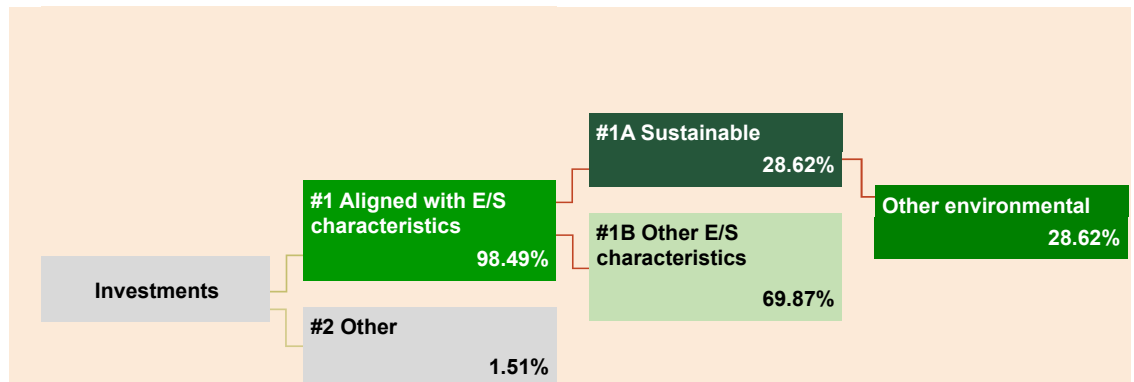 #1A Sustainable
28.62%
#1 Aligned with E/S
characteristics
98.49%
Other environmental
28.62%
#1B Other E/S
characteristics
69.87%
Investments
#2 Other
1.51%